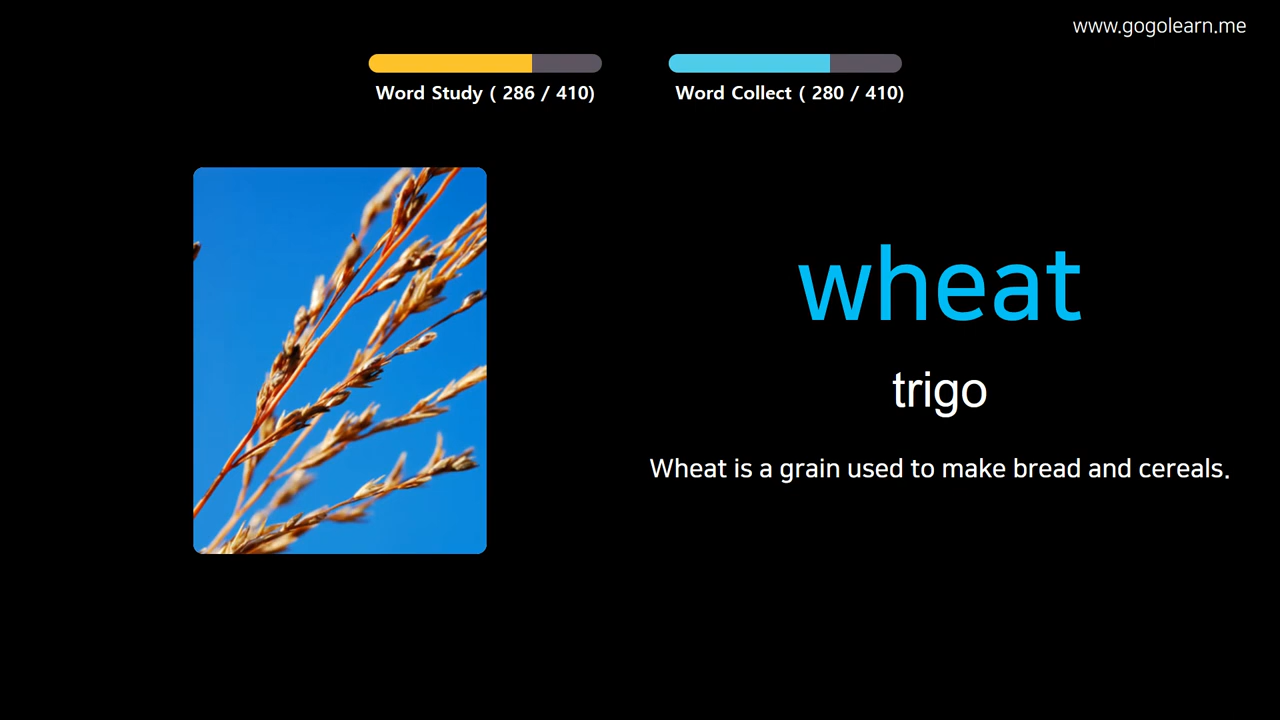 www.gogolearn.me
Word Study ( 286 / 410)
Word Collect ( 280 / 410)
wheat
trigo
Wheat is a grain used to make bread and cereals.